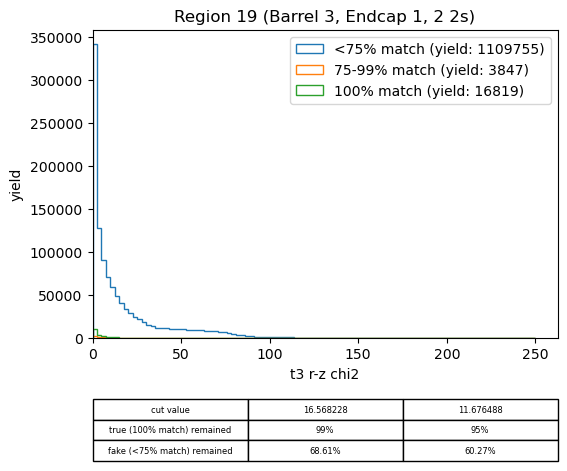 Region 19 (Barrel 3, Endcap 1, 2 2s)
350000
300000
250000
200000
150000
100000
50000
0
yield
<75% match (yield: 1109755)
75-99% match (yield: 3847)
100% match (yield: 16819)
0 50 100 150 200 250
t3 r-z chi2
cut value 16.568228 11.676488
true (100% match) remained 99% 95%
fake (<75% match) remained 68.61% 60.27%